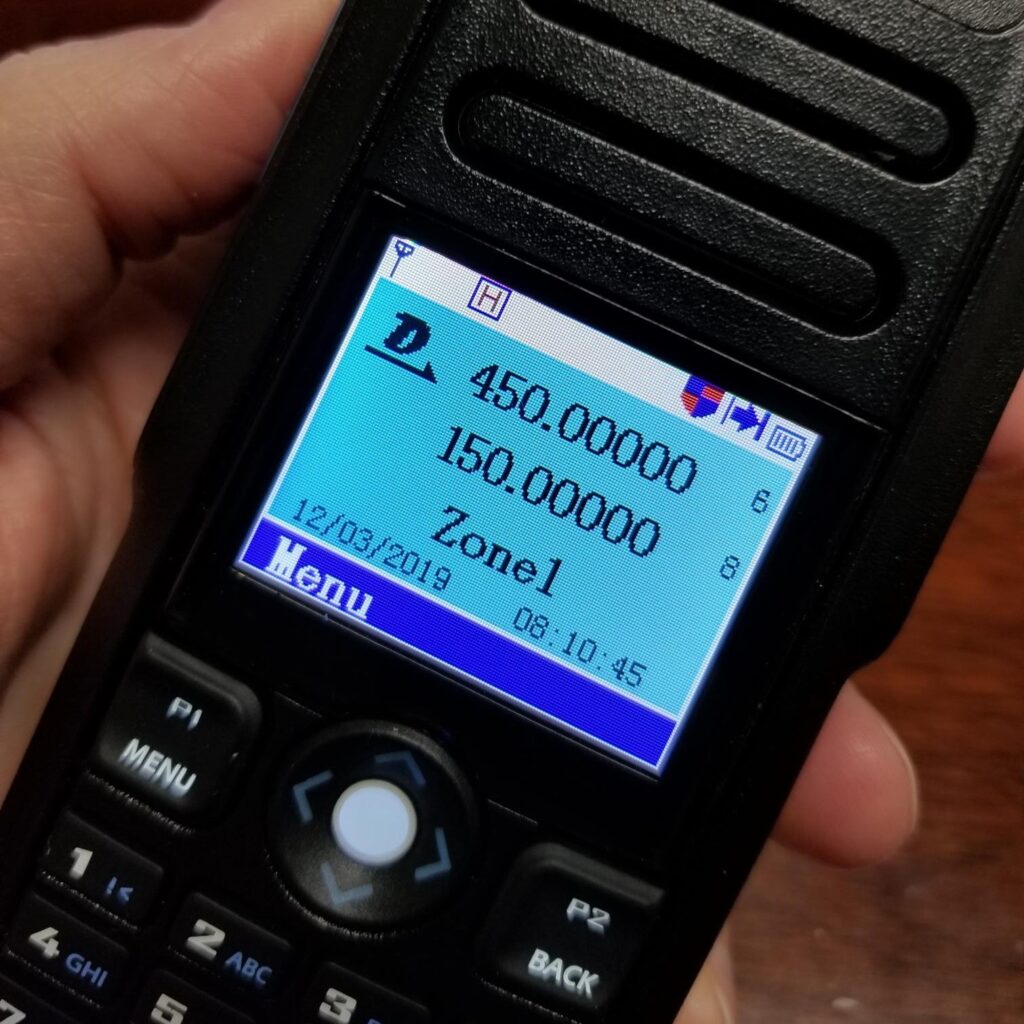 H
D
450.00000
6
150.00000
8
Zone1
12/03/2019
08:10:45
Menu
P1
MENU
P2
BACK
1
2 ABC
3
4 GHI
5
7